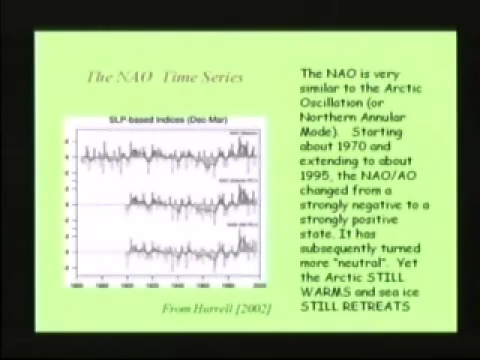 The NAO Time Series
SLP-based Indices (Dec-Mar)
From Hurrell [2002]
The NAO is very
similar to the Arctic
Oscillation (or
Northern Annular
Mode). Starting
about 1970 and
extending to about
1995, the NAO/AO
changed from a
strongly negative to a
strongly positive
state. It has
subsequently turned
more "neutral". Yet
the Arctic STILL
WARMS and sea ice
STILL RETREATS